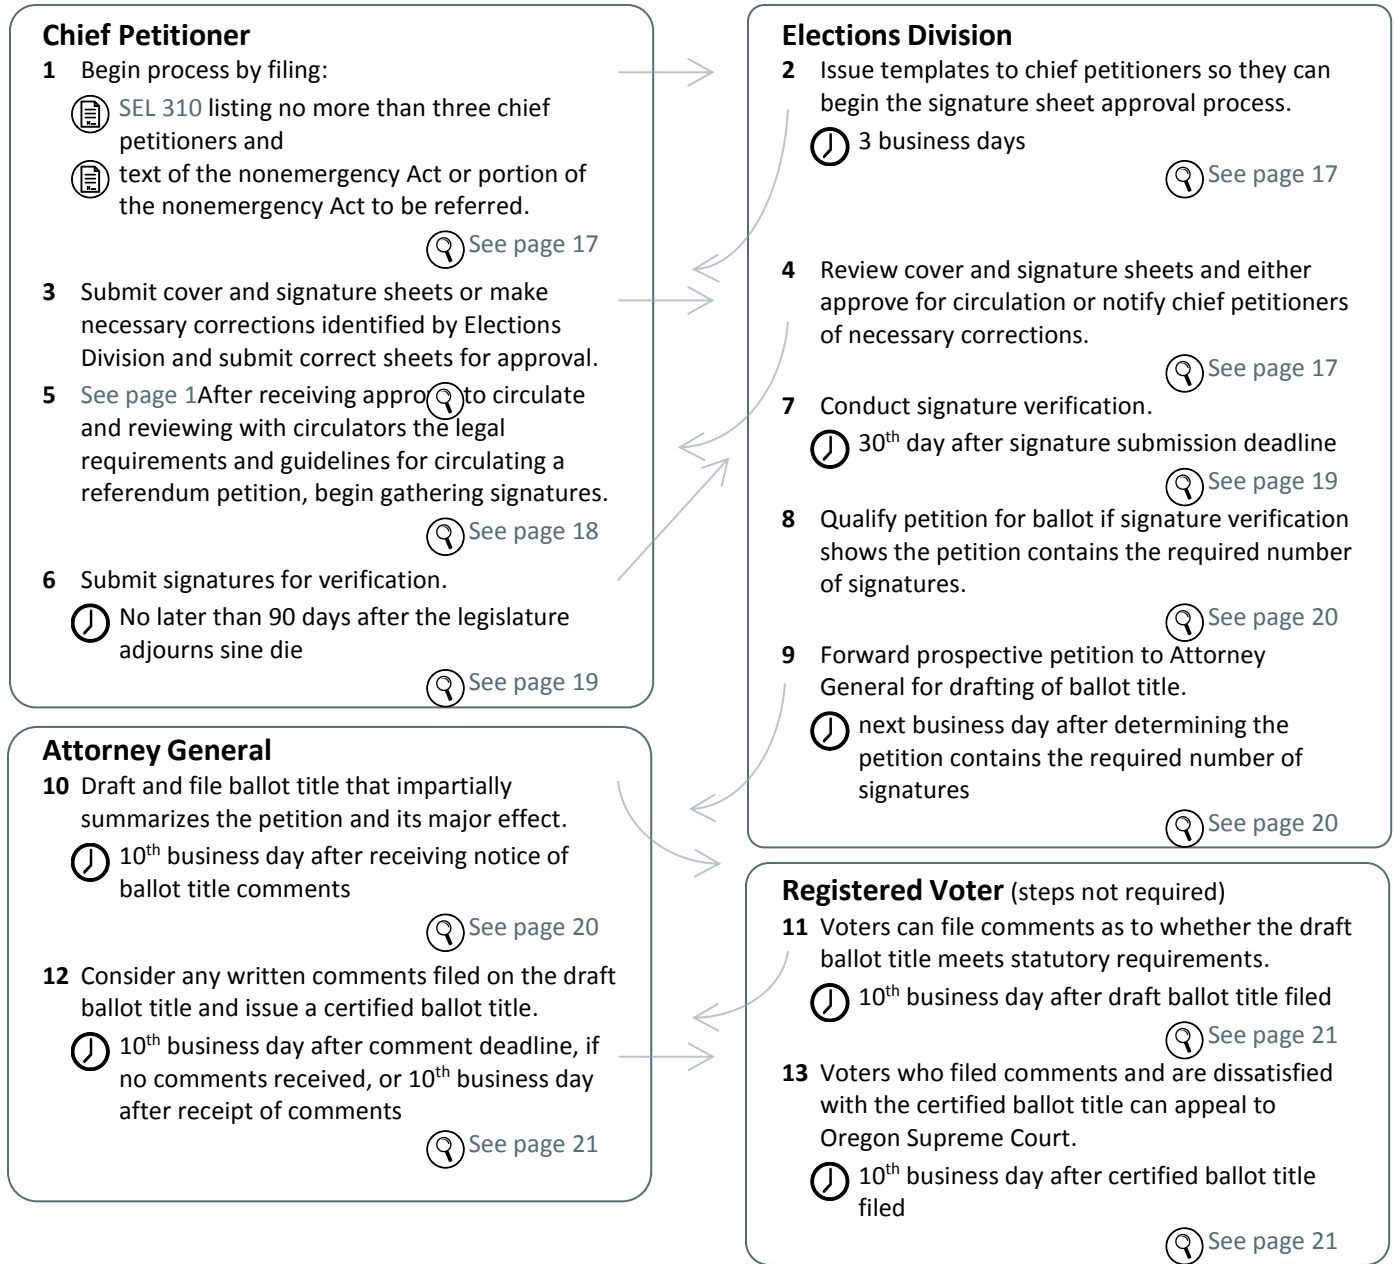 Chief Petitioner
1 Begin process by filing:
SEL 310 listing no more than three chief
petitioners and
text of the nonemergency Act or portion of
the nonemergency Act to be referred.
See page 17
3 Submit cover and signature sheets or make
necessary corrections identified by Elections
Division and submit correct sheets for approval.
5 See page 1After receiving appro to circulate
and reviewing with circulators the legal
requirements and guidelines for circulating a
referendum petition, begin gathering signatures.
See page 18
6 Submit signatures for verification.
No later than 90 days after the legislature
adjourns sine die
See page 19
Elections Division
2 Issue templates to chief petitioners so they can
begin the signature sheet approval process.
3 business days
See page 17
4 Review cover and signature sheets and either
approve for circulation or notify chief petitioners
of necessary corrections.
See page 17
7 Conduct signature verification.
30th day after signature submission deadline
See page 19
8 Qualify petition for ballot if signature verification
shows the petition contains the required number
of signatures.
See page 20
9 Forward prospective petition to Attorney
General for drafting of ballot title.
next business day after determining the
petition contains the required number of
signatures
See page 20
Attorney General
10 Draft and file ballot title that impartially
summarizes the petition and its major effect.
10th business day after receiving notice of
ballot title comments
See page 20
12 Consider any written comments filed on the draft
ballot title and issue a certified ballot title.
10th business day after comment deadline, if
no comments received, or 10th business day
after receipt of comments
See page 21
Registered Voter (steps not required)
11 Voters can file comments as to whether the draft
ballot title meets statutory requirements.
10th business day after draft ballot title filed
See page 21
13 Voters who filed comments and are dissatisfied
with the certified ballot title can appeal to
Oregon Supreme Court.
10th business day after certified ballot title
filed
See page 21